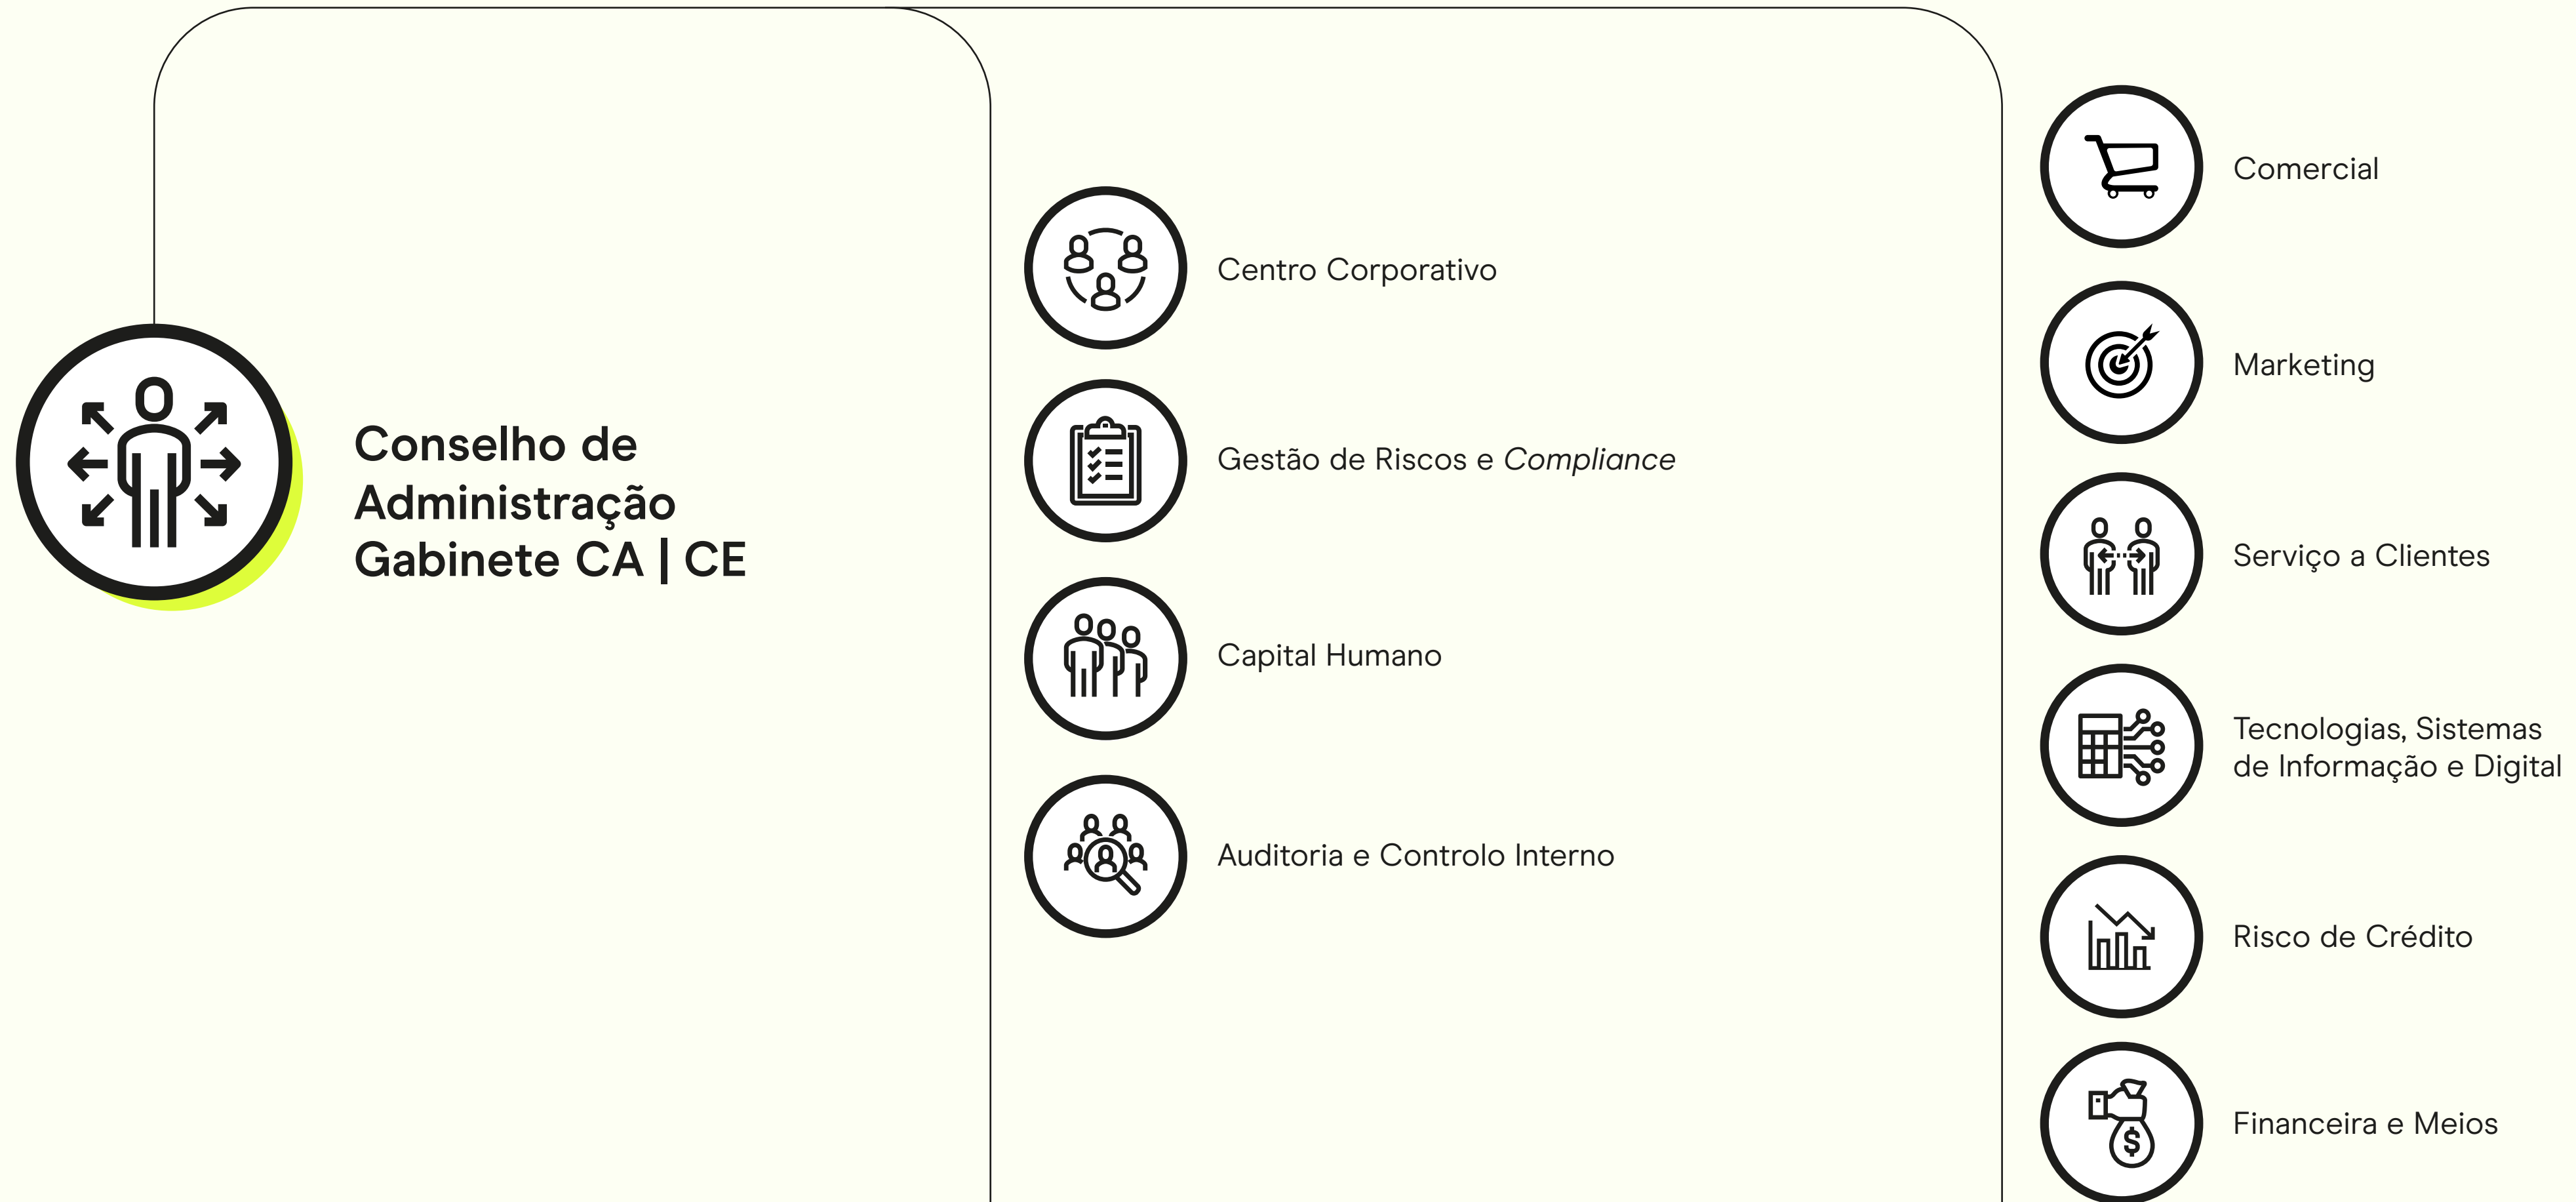 Conselho de
Administração
Gabinete CA | CE
Centro Corporativo
Gestão de Riscos e Compliance
Capital Humano
Auditoria e Controlo Interno
Comercial
Marketing
Serviço a Clientes
Tecnologias, Sistemas
de Informação e Digital
Risco de Crédito
Financeira e Meios
$